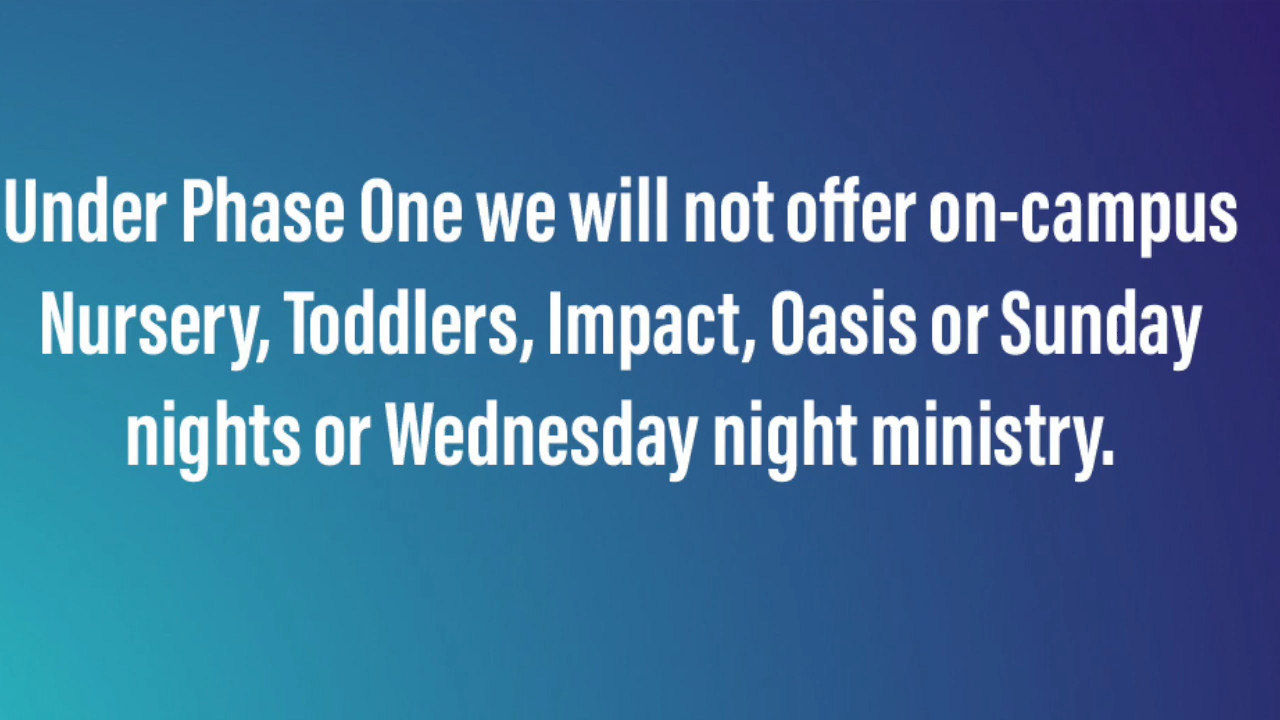 Under Phase One we will not offer on-campus
Nursery, Toddlers, Impact, Oasis or Sunday
nights or Wednesday night ministry.